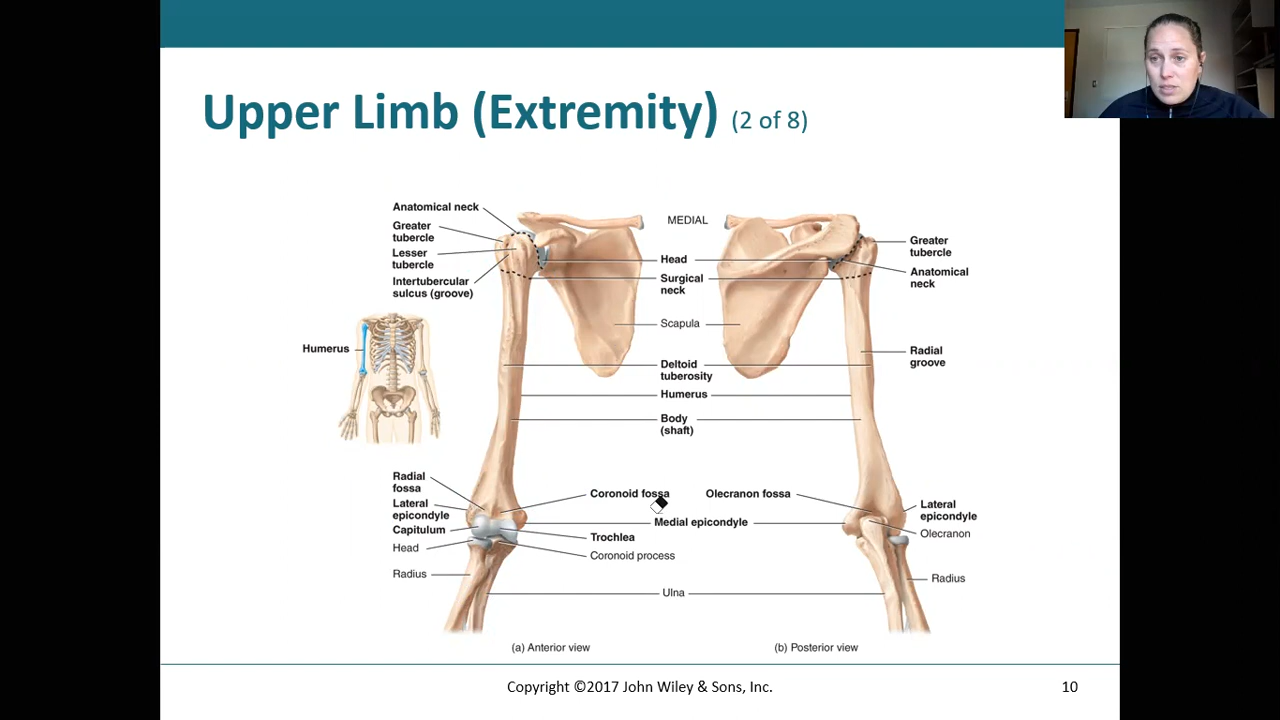 Upper Limb (Extremity) (2 of 8)
Anatomical neck
Greater
tubercle
Lesser
tubercle
Intertubercular
sulcus (groove)
Humerus
Radial
fossa
Lateral
epicondyle
Capitulum
Head
Radius
MEDIAL
Head
Surgical
neck
Scapula
Deltoid
tuberosity
Humerus
Body
(shaft)
Coronoid fossa
Olecranon fossa
Medial epicondyle
Trochlea
Coronoid process
Ulna
Greater
tubercle
Anatomical
neck
Radial
groove
Lateral
epicondyle
Olecranon
Radius
(a) Anterior view
(b) Posterior view
Copyright ©2017 John Wiley & Sons, Inc.
10